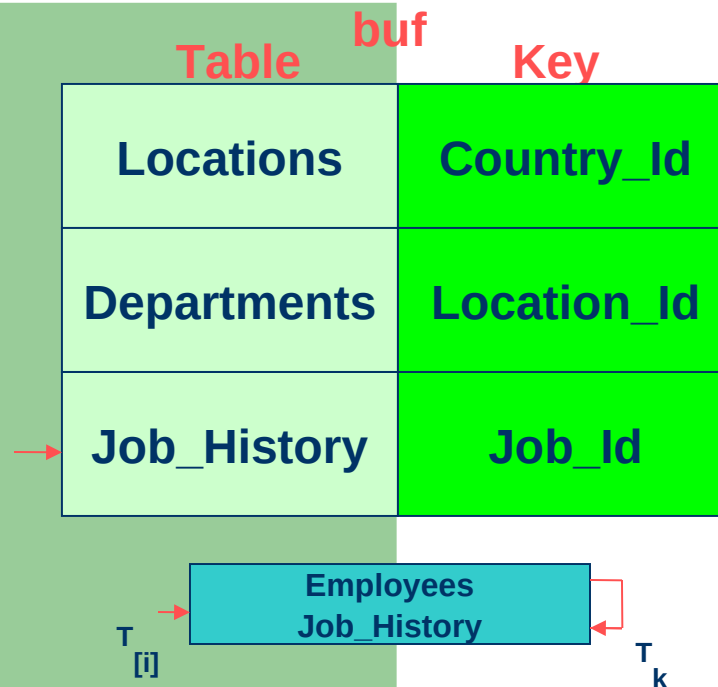 buf
Table Key
Locations Country_Id
Departments Location_Id
Job_History Job_Id
Employees
Job_History
T
[i]
T
k